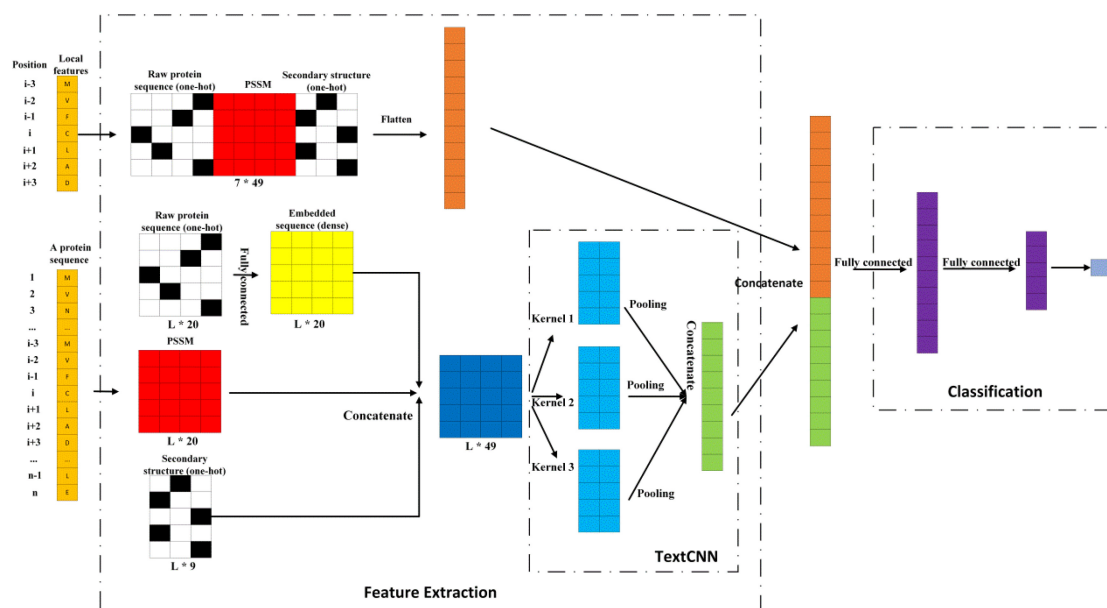 Position
Local
features
i-3
i-2
i-1
i
i+1
i+2
i+3
M
V
F
C
L
A
D
Raw protein
sequence (one-hot)
PSSM
Secondary structure
(one-hot)
7 * 49
Flatten
A protein
sequence
1
2
3
...
i-3
i-2
i-1
i
i+1
i+2
i+3
...
n-1
n
M
V
N
...
M
V
F
C
L
A
D
...
L
E
Raw protein
sequence (one-hot)
L * 20
Fully connected
Embedded
sequence (dense)
L * 20
PSSM
L * 20
Secondary
structure (one-hot)
L * 9
Concatenate
L * 49
Kernel 1
Kernel 2
Kernel 3
Pooling
Pooling
Pooling
Concatenate
TextCNN
Feature Extraction
Concatenate
Fully connected
Fully connected
Classification